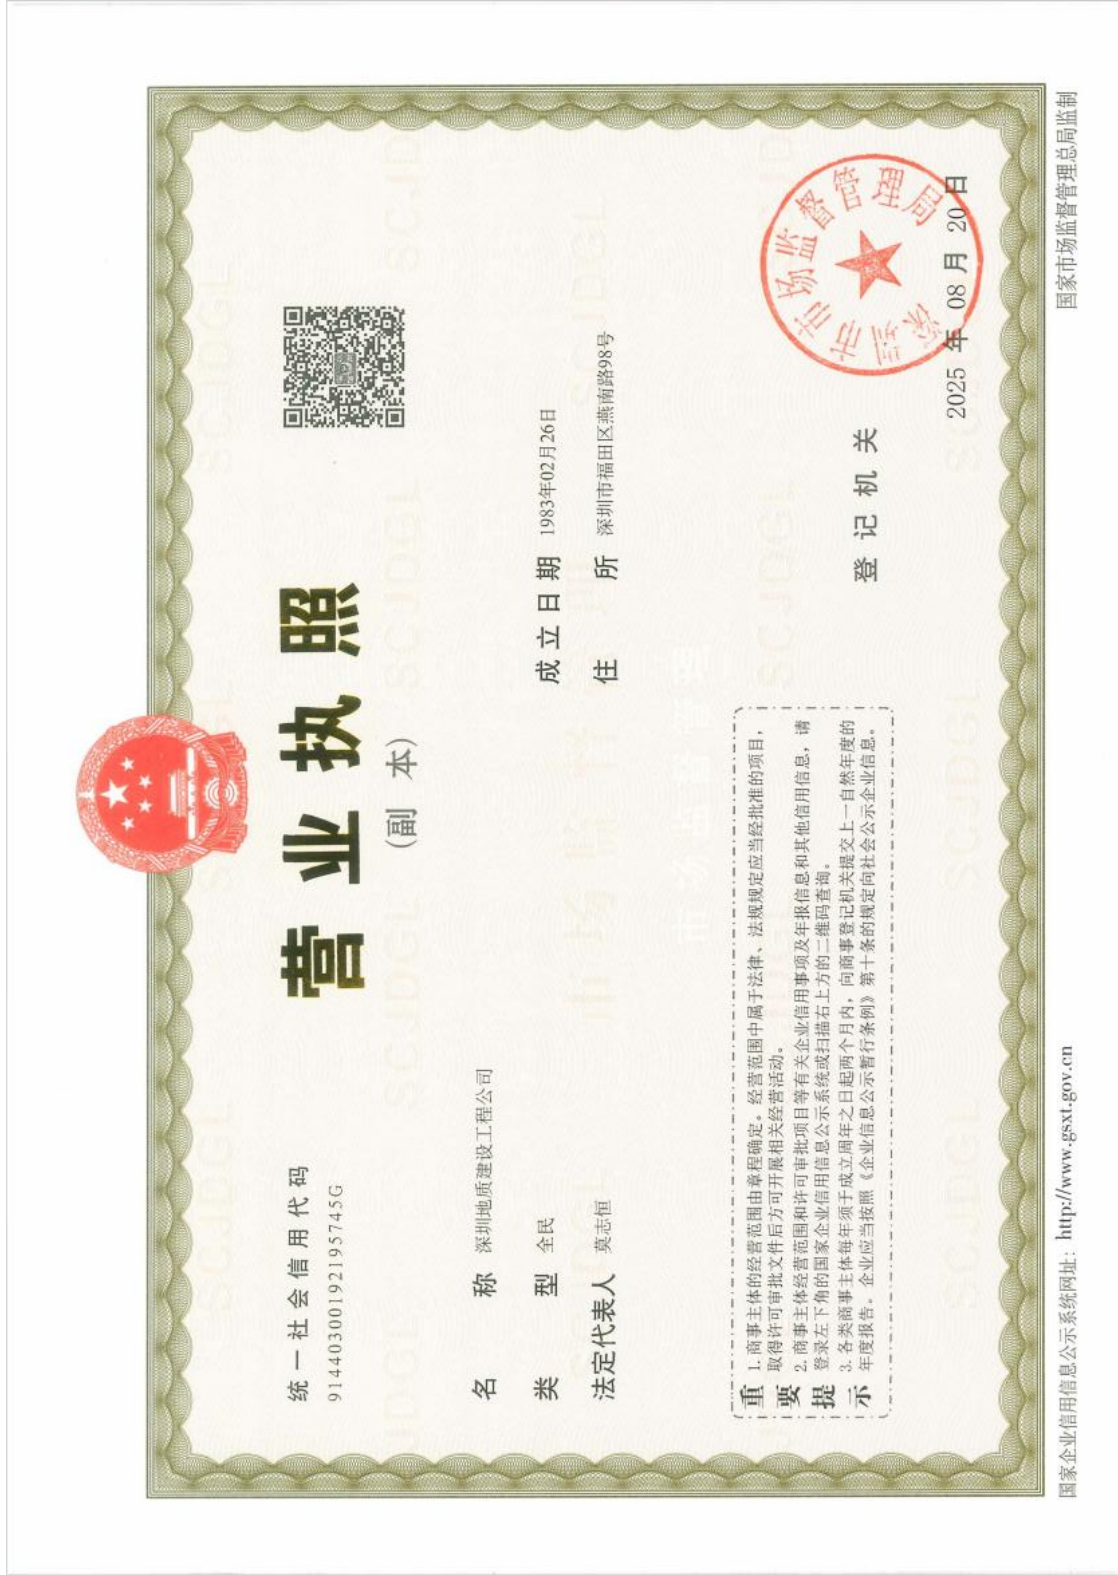 统一社会信用代码
91440300192195745G
营业执照
(副 本)
名 称 深圳地质建设工程公司
类 型 全民
法定代表人 莫志恒
成立日期 1983年02月26日
住 所 深圳市福田区燕南路98号
重要提示
1. 商事主体的经营范围由章程确定。经营范围中属于法律、法规规定应当经批准的项目，
取得许可审批文件后方可开展相关经营活动。
2. 商事主体经营范围和许可审批项目等有关企业信用事项及年报信息和其他信用信息，请
登录左下角的国家企业信用信息公示系统或扫描右上方的二维码查询。
3. 各类商事主体每年须于成立周年之日起两个月内，向商事登记机关提交上一自然年度的
年度报告。企业应当按照《企业信息公示暂行条例》第十条的规定向社会公示企业信息。
登记机关
深圳市市场监督管理局
2025 年 08 月 20 日
国家企业信用信息公示系统网址：http://www.gsxt.gov.cn
国家市场监督管理总局监制